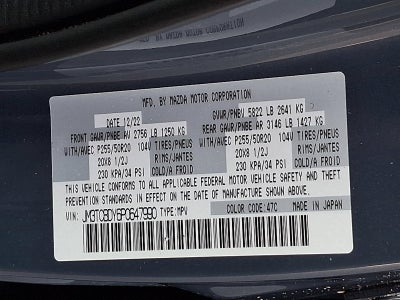 MFD. BY MAZDA MOTOR CORPORATION
DATE 12/22 GVWR/PNBV 5822 LB 2641 KG
FRONT GAWR/PNBE AV 2756 LB 1250 KG REAR GAWR/PNBE AR 3146 LB 1427 KG
WITH/AVEC P255/50R20 104V TIRES/PNEUS WITH/AVEC P255/50R20 104V TIRES/PNEUS
20X8 1/2J RIMS/JANTES 20X8 1/2J RIMS/JANTES
230 KPA/34 PSI COLD/A FROID 230 KPA/34 PSI COLD/A FROID
THIS VEHICLE CONFORMS TO ALL APPLICABLE FEDERAL MOTOR VEHICLE SAFETY AND THEFT
PREVENTION STANDARDS IN EFFECT ON THE DATE OF MANUFACTURE SHOWN ABOVE.
VIN: TYPE: MPV COLOR CODE: 47C MADE IN JAPAN